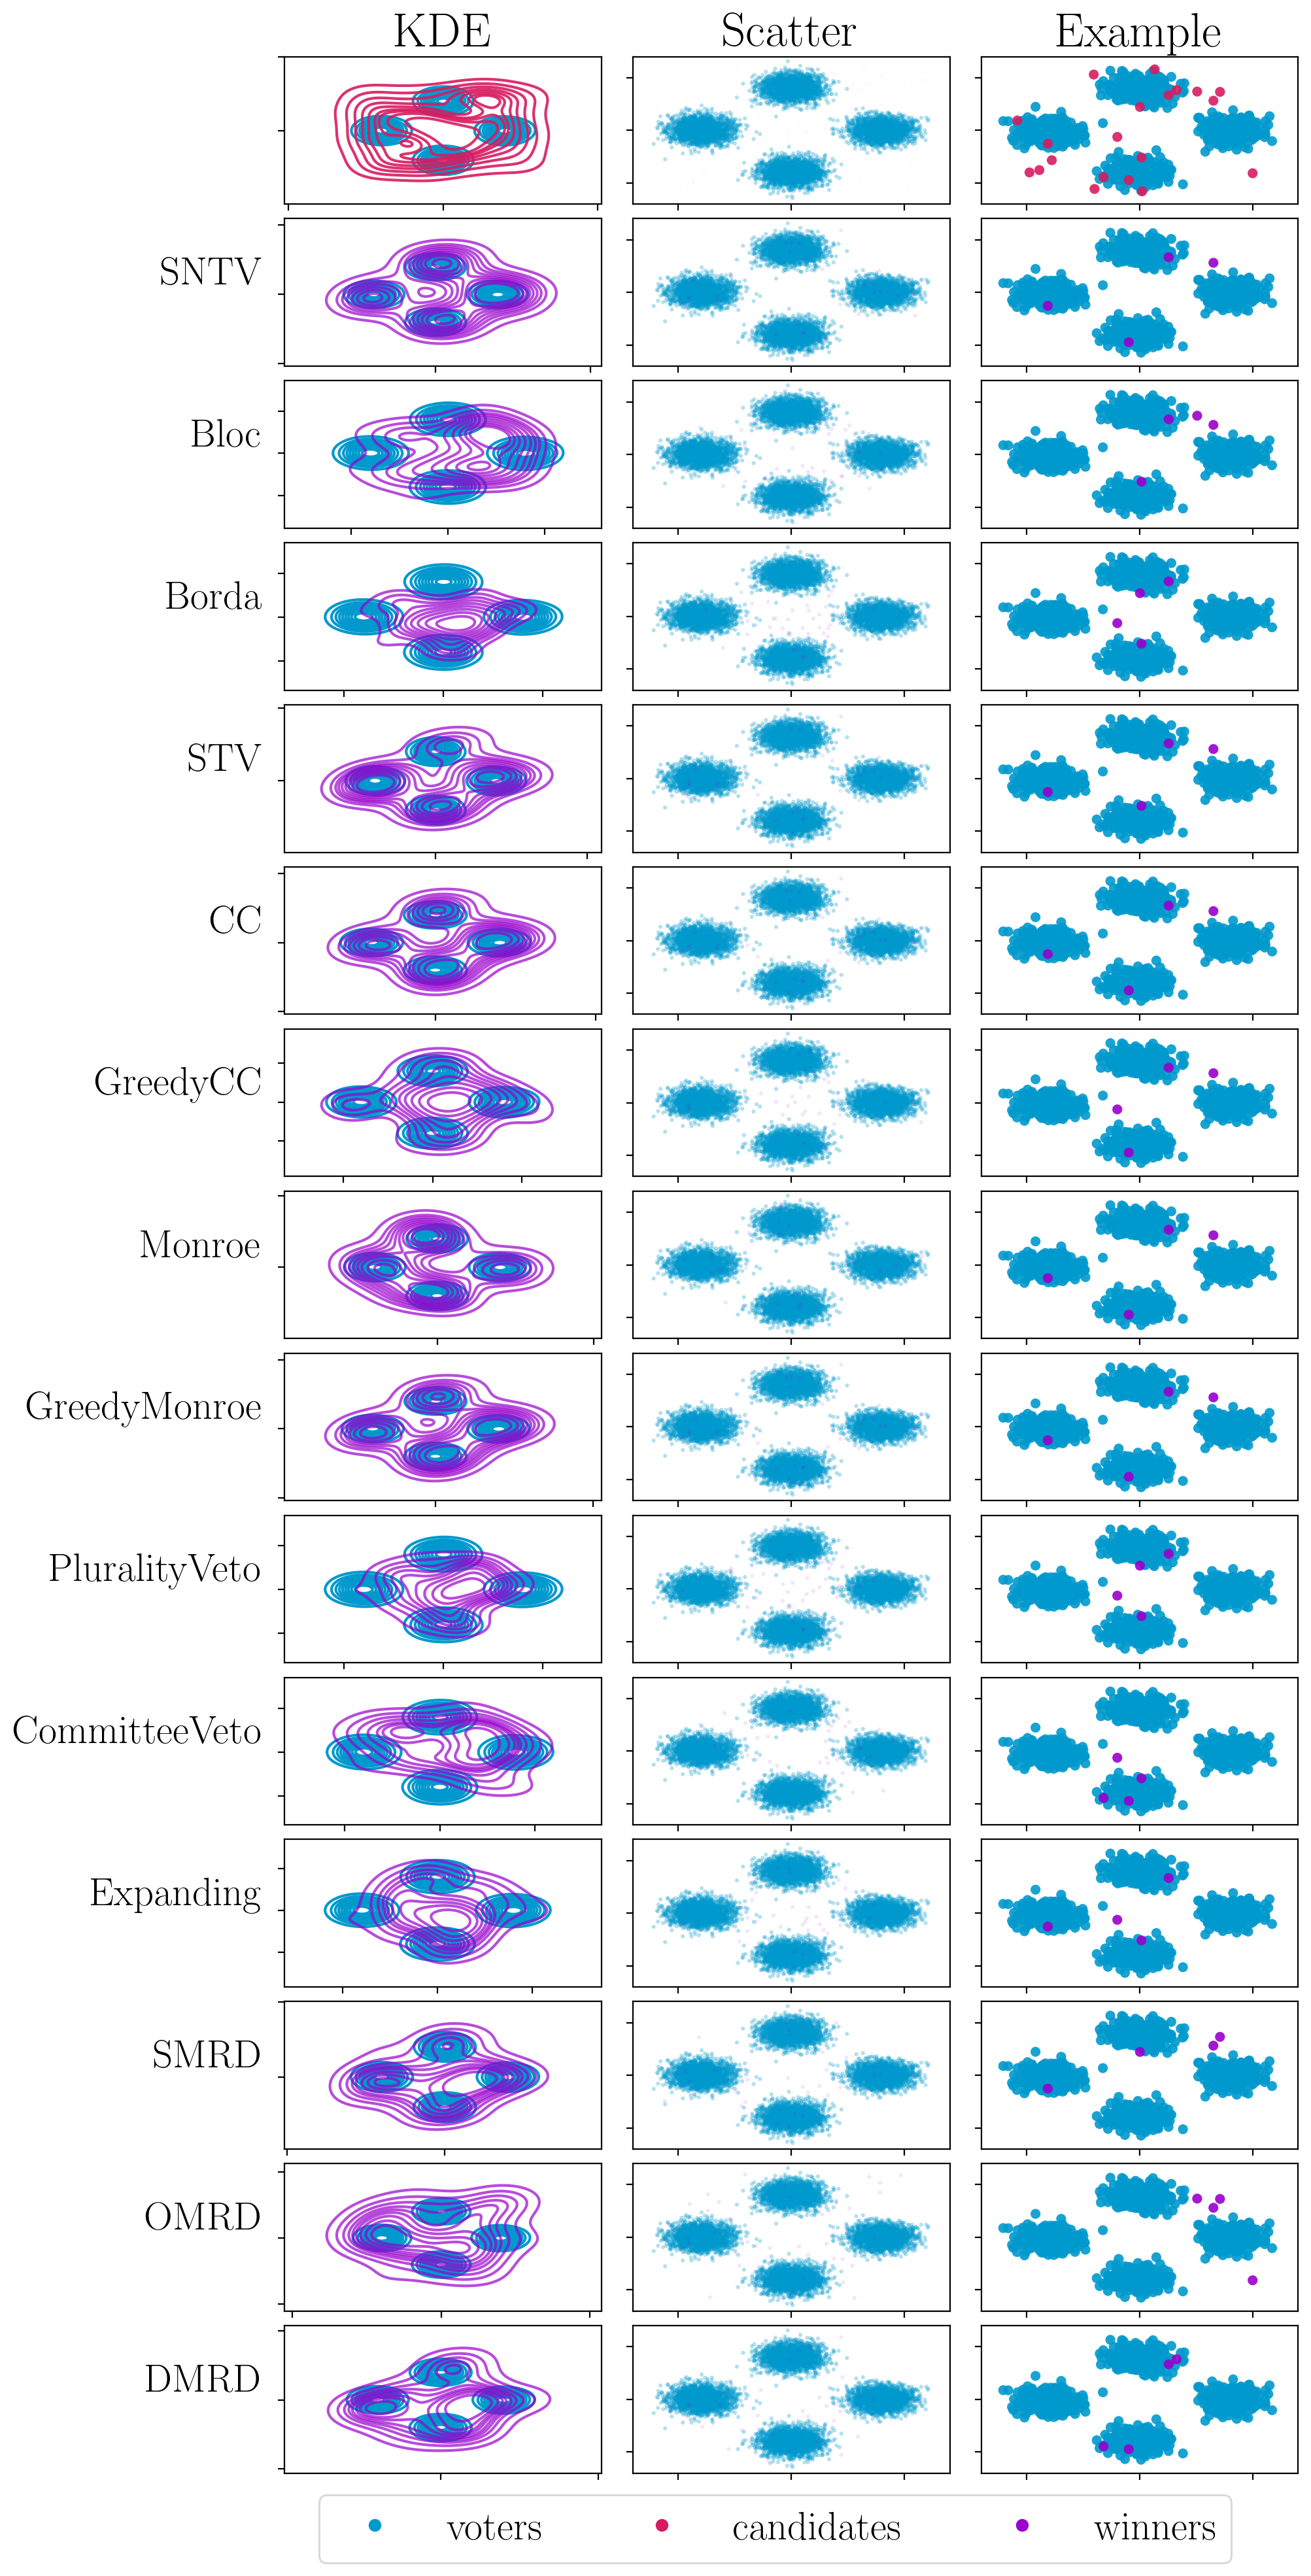 KDE Scatter Example
SNTV
Bloc
Borda
STV
CC
GreedyCC
Monroe
GreedyMonroe
PluralityVeto
CommitteeVeto
Expanding
SMRD
OMRD
DMRD
voters candidates winners